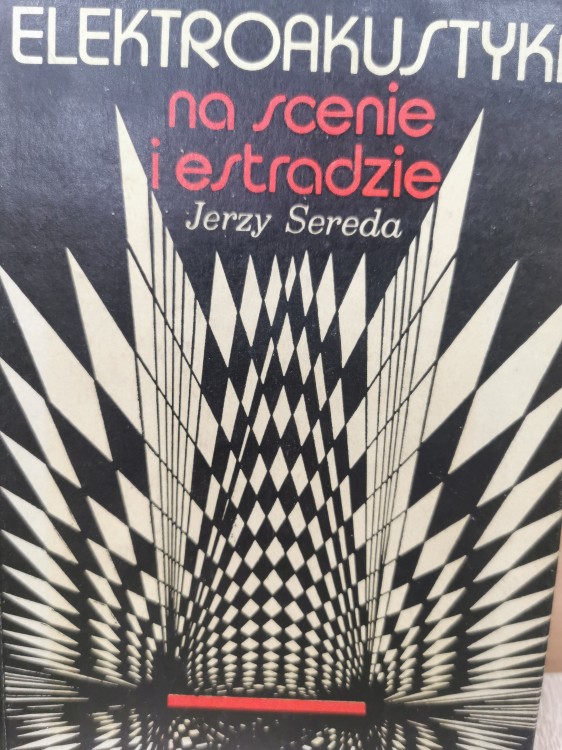 ELEKTROAKUSTYKA
na scenie
i estradzie
Jerzy Sereda